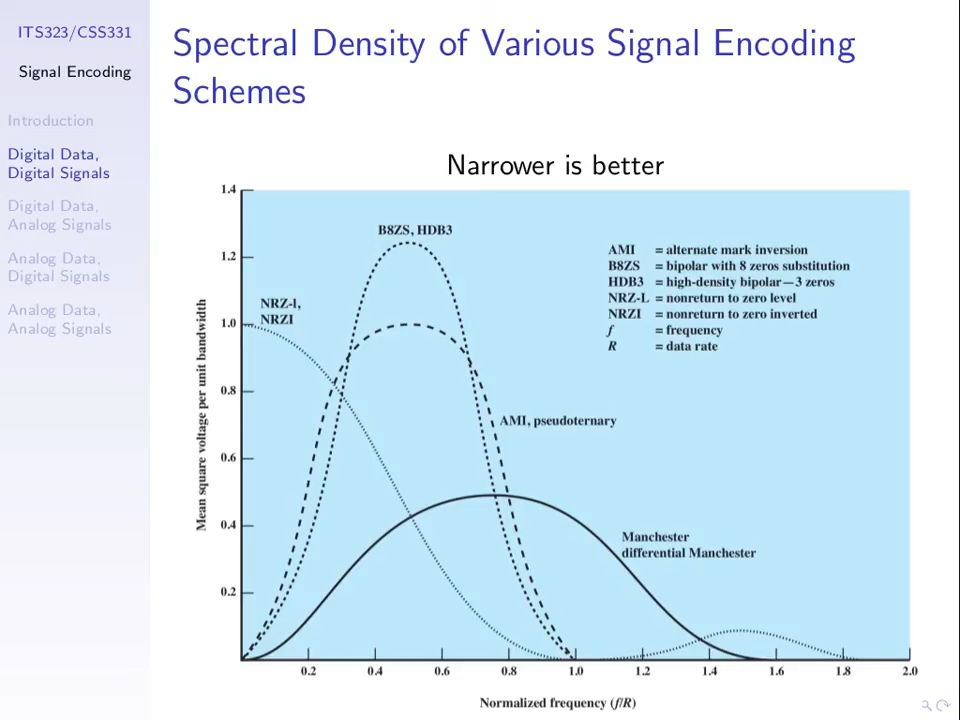 ITS323/CSS331
Signal Encoding
Introduction
Digital Data,
Digital Signals
Digital Data,
Analog Signals
Analog Data,
Digital Signals
Analog Data,
Analog Signals
Spectral Density of Various Signal Encoding
Schemes
Narrower is better
1.4
1.2
1.0
0.8
0.6
0.4
0.2
Mean square voltage per unit bandwidth
B8ZS, HDB3
NRZ-l,
NRZI
AMI = alternate mark inversion
B8ZS = bipolar with 8 zeros substitution
HDB3 = high-density bipolar—3 zeros
NRZ-L = nonreturn to zero level
NRZI = nonreturn to zero inverted
f = frequency
R = data rate
AMI, pseudoternary
Manchester
differential Manchester
0.2 0.4 0.6 0.8 1.0 1.2 1.4 1.6 1.8 2.0
Normalized frequency (f/R)